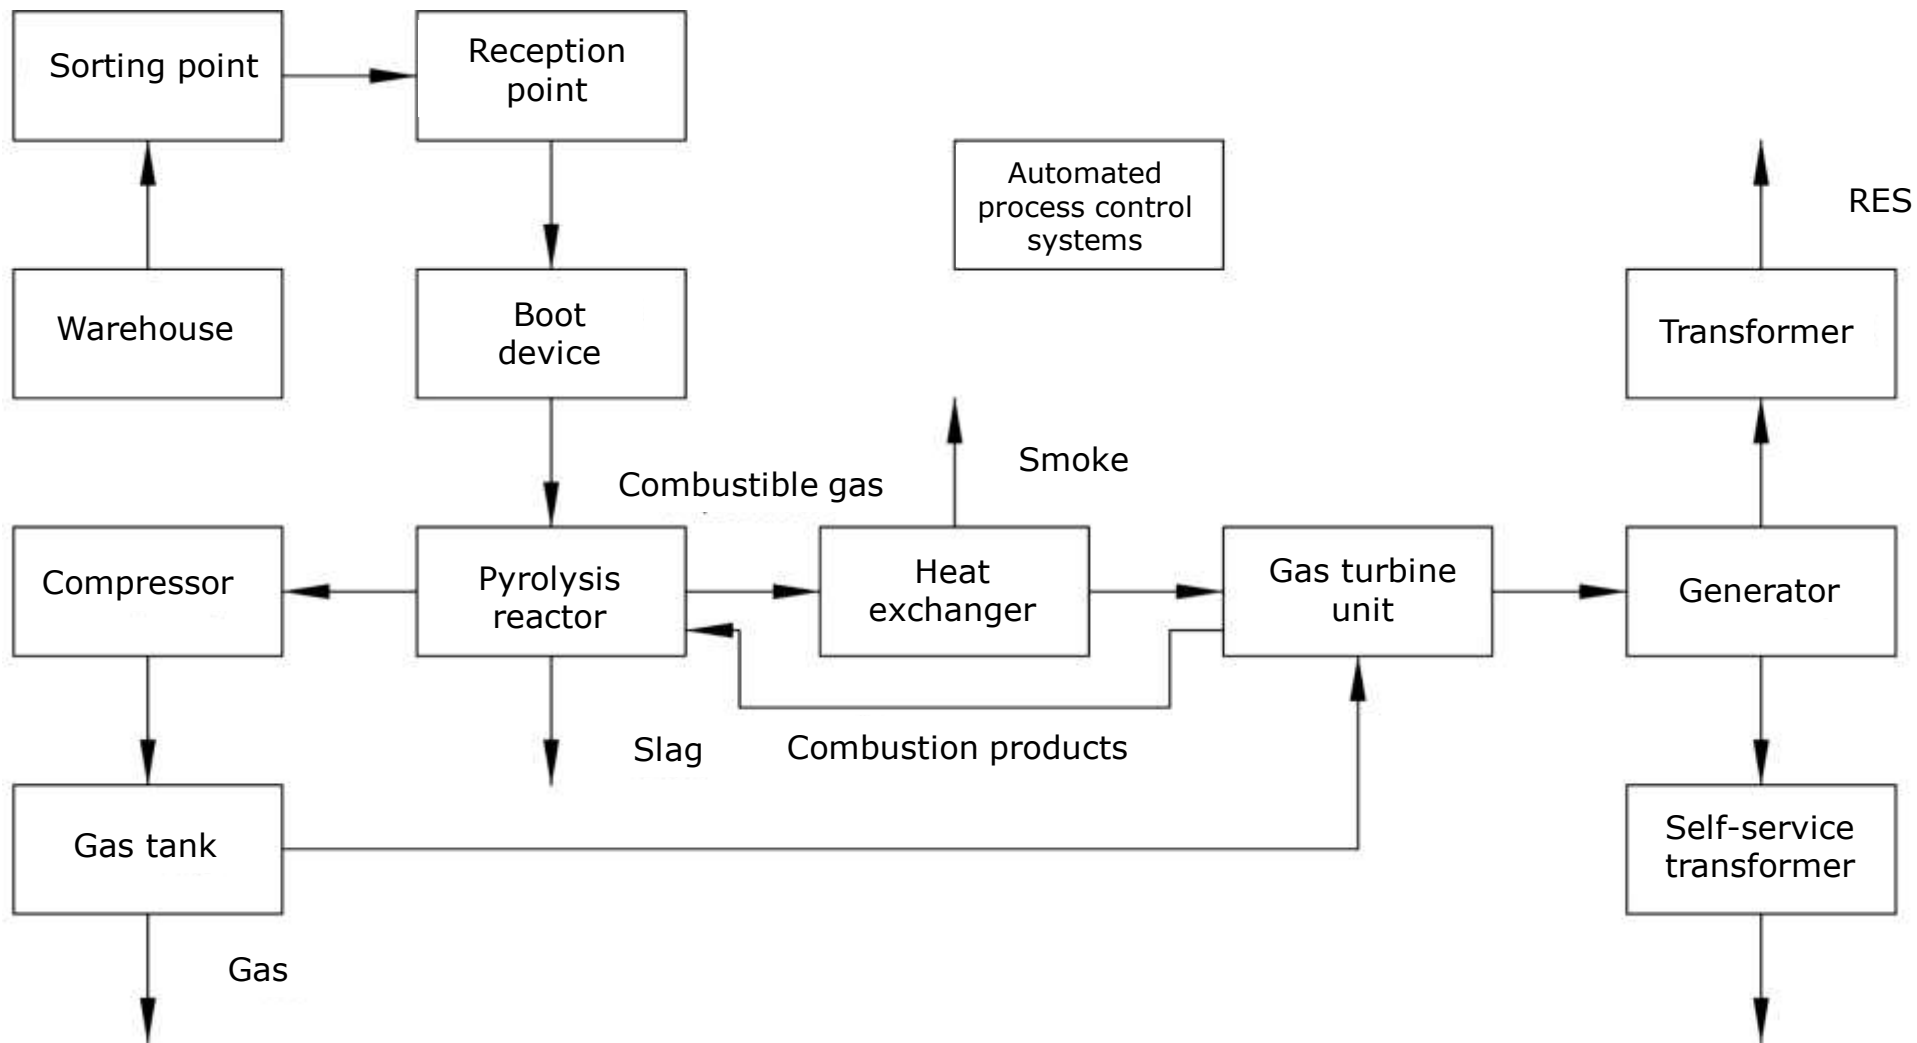 Sorting point
Reception
point
Automated
process control
systems
RES
Warehouse
Boot
device
Transformer
Smoke
Combustible gas
Compressor
Pyrolysis
reactor
Heat
exchanger
Gas turbine
unit
Generator
Slag
Combustion products
Gas tank
Self-service
transformer
Gas